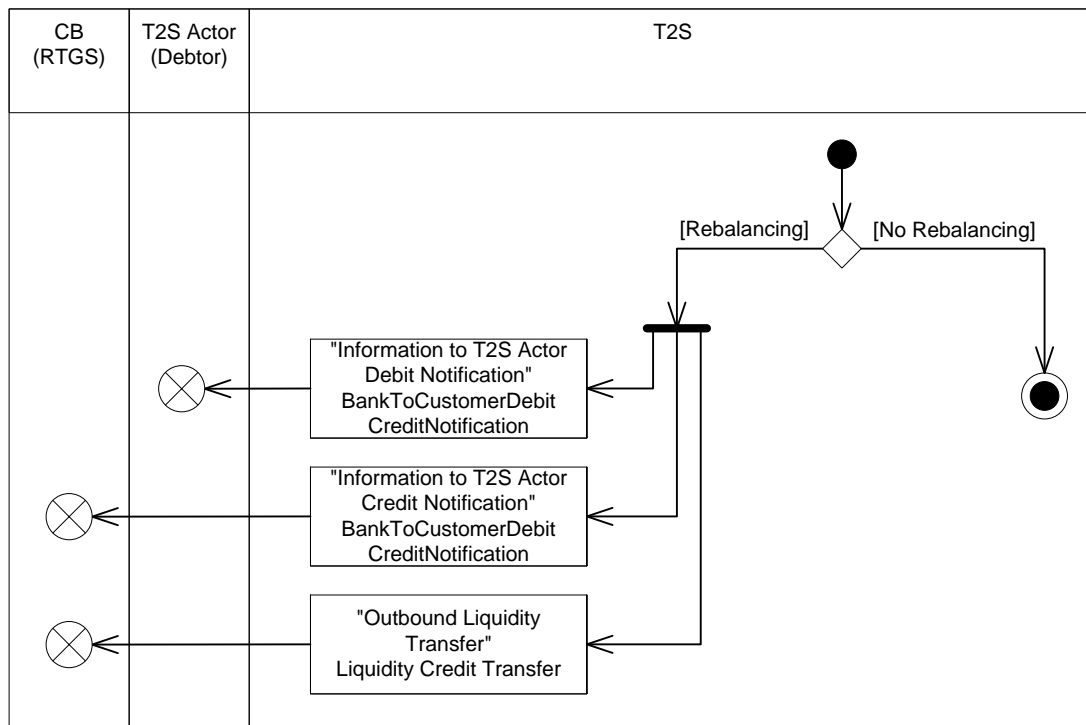 CB
(RTGS)
T2S Actor
(Debtor)
T2S
[Rebalancing]
[No Rebalancing]
"Information to T2S Actor
Debit Notification"
BankToCustomerDebit
CreditNotification
"Information to T2S Actor
Credit Notification"
BankToCustomerDebit
CreditNotification
"Outbound Liquidity
Transfer"
Liquidity Credit Transfer